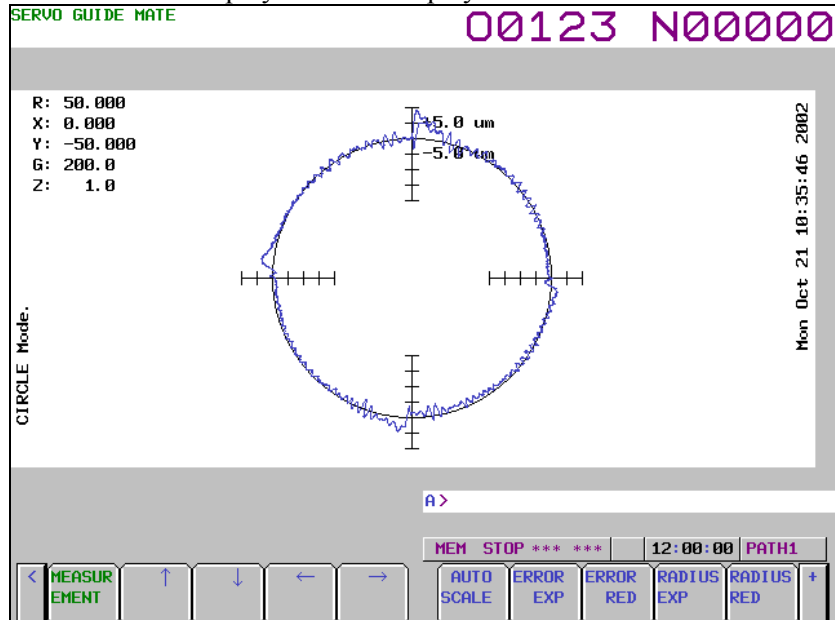 SERVO GUIDE MATE
O0123 N00000
R: 50.000
X: 0.000
Y: -50.000
G: 200.0
Z: 1.0
+5.0 um
-5.0 um
Mon Oct 21 10:35:46 2002
CIRCLE Mode.
A>
MEM STOP *** *** 12:00:00 PATH1
< MEASUREMENT ↑ ↓ ← → AUTO SCALE ERROR EXP ERROR RED RADIUS EXP RADIUS RED +